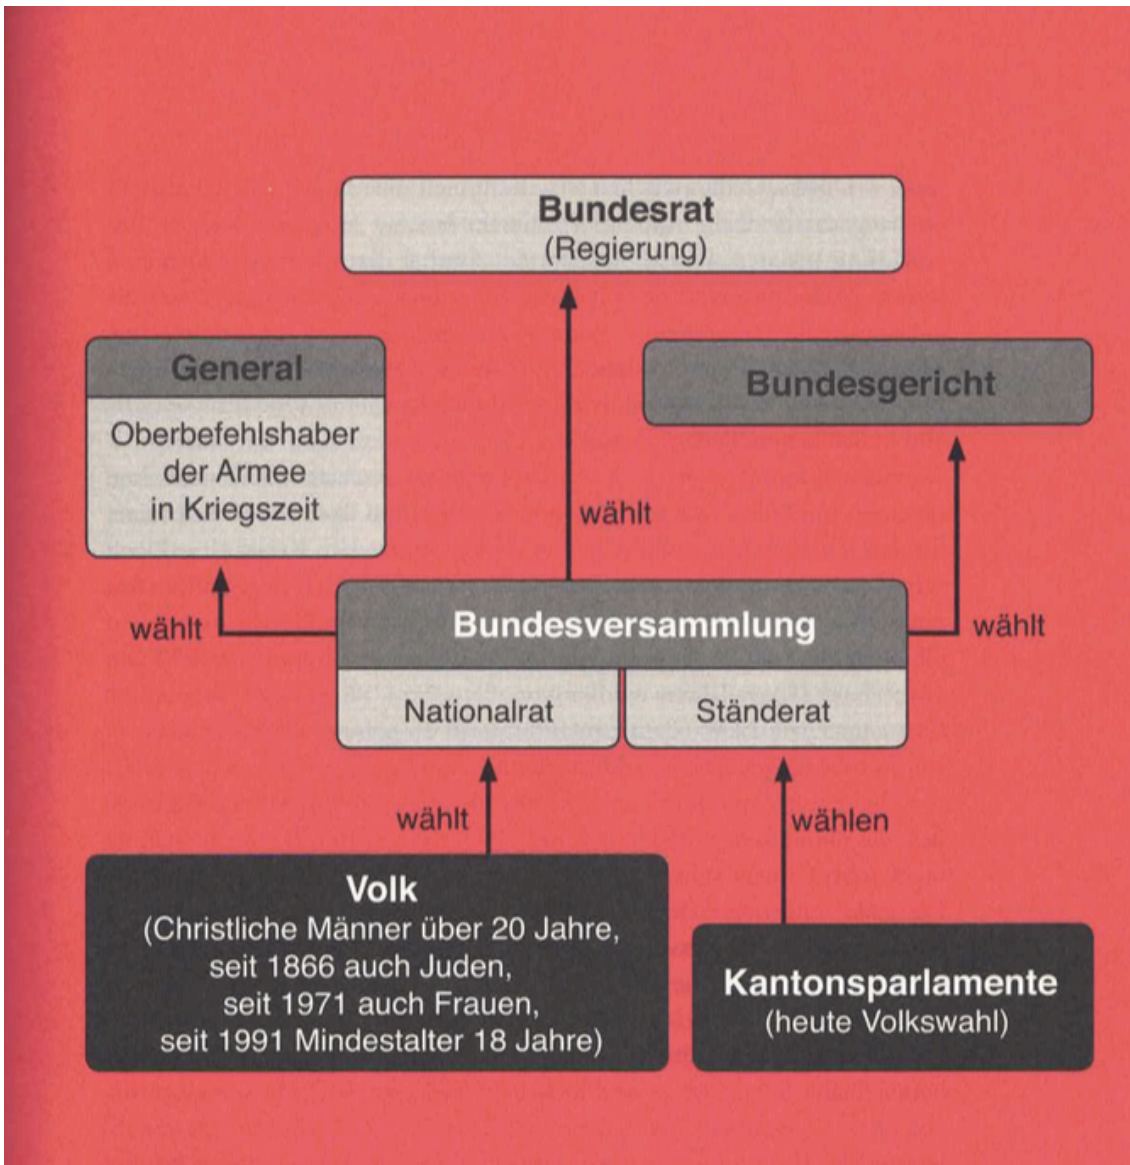 Bundesrat
(Regierung)
General
Oberbefehlshaber
der Armee
in Kriegszeit
Bundesgericht
wählt
wählt
wählt
Bundesversammlung
Nationalrat
Ständerat
wählt
wählen
Volk
(Christliche Männer über 20 Jahre,
seit 1866 auch Juden,
seit 1971 auch Frauen,
seit 1991 Mindestalter 18 Jahre)
Kantonsparlamente
(heute Volkswahl)